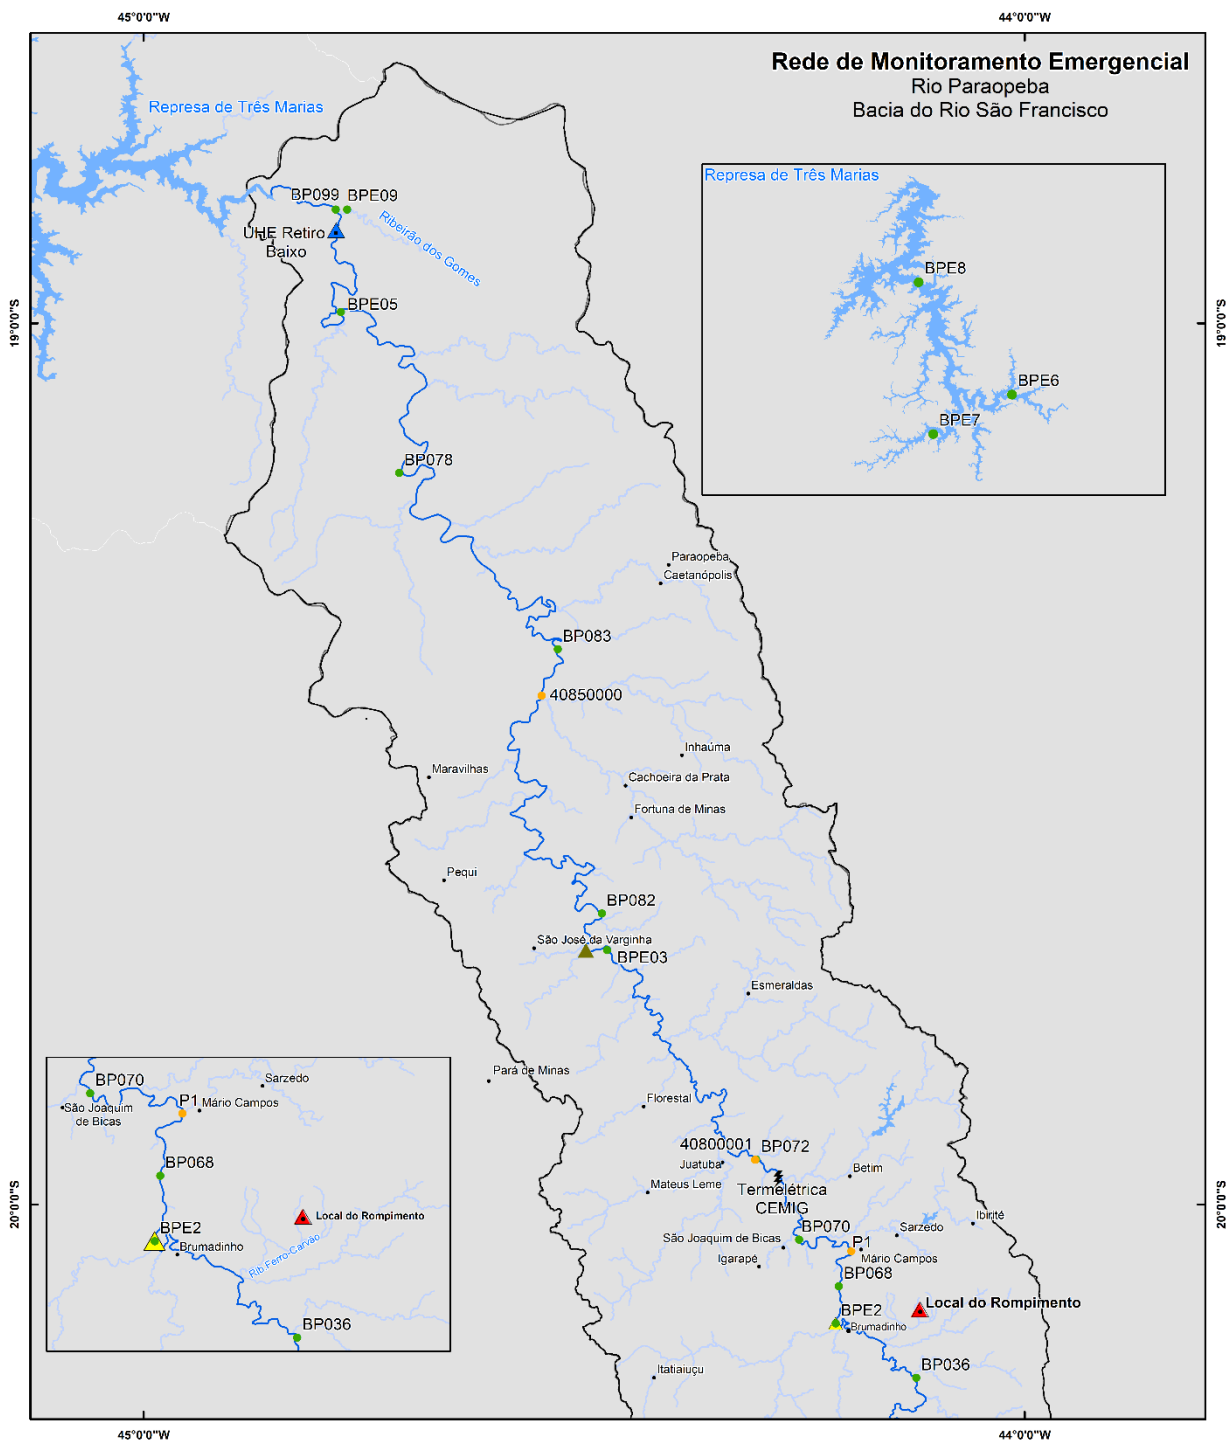 45°0'0"W
44°0'0"W
Rede de Monitoramento Emergencial
Rio Paraopeba
Bacia do Rio São Francisco
Represa de Três Marias
Represa de Três Marias
BP099
BPE09
Ribeirão dos Gomes
UHE Retiro
Baixo
BPE8
BPE05
19°0'0"S
19°0'0"S
BPE6
BPE7
BP078
Paraopeba
Caetanópolis
BP083
40850000
Inhaúma
Maravilhas
Cachoeira da Prata
Fortuna de Minas
Pequi
BP082
São José da Varginha
BPE03
Esmeraldas
Pará de Minas
Florestal
40800001
BP072
Juatuba
Betim
Mateus Leme
Termelétrica
CEMIG
20°0'0"S
20°0'0"S
Ibirité
Sarzedo
BP070
São Joaquim de Bicas
P1
Mário Campos
Igarapé
BP068
Local do Rompimento
BPE2
Brumadinho
Itatiaiuçu
BP036
BP070
Sarzedo
São Joaquim
de Bicas
P1
Mário Campos
BP068
Local do Rompimento
BPE2
Brumadinho
Rib Ferro-Carvão
BP036
45°0'0"W
44°0'0"W